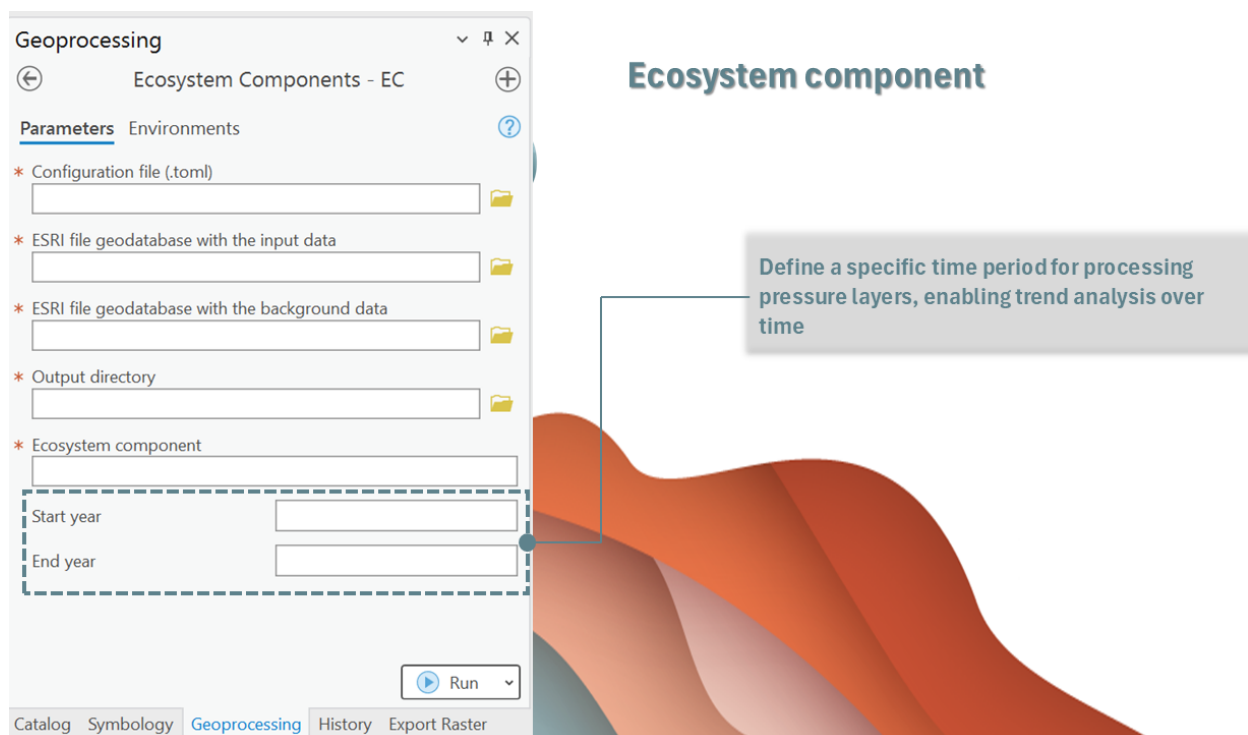 Geoprocessing
Ecosystem Components - EC
Ecosystem component
Parameters Environments
?
* Configuration file (.toml)
* ESRI file geodatabase with the input data
* ESRI file geodatabase with the background data
* Output directory
* Ecosystem component
Start year
End year
Define a specific time period for processing
pressure layers, enabling trend analysis over
time
Run
Catalog Symbology Geoprocessing History Export Raster